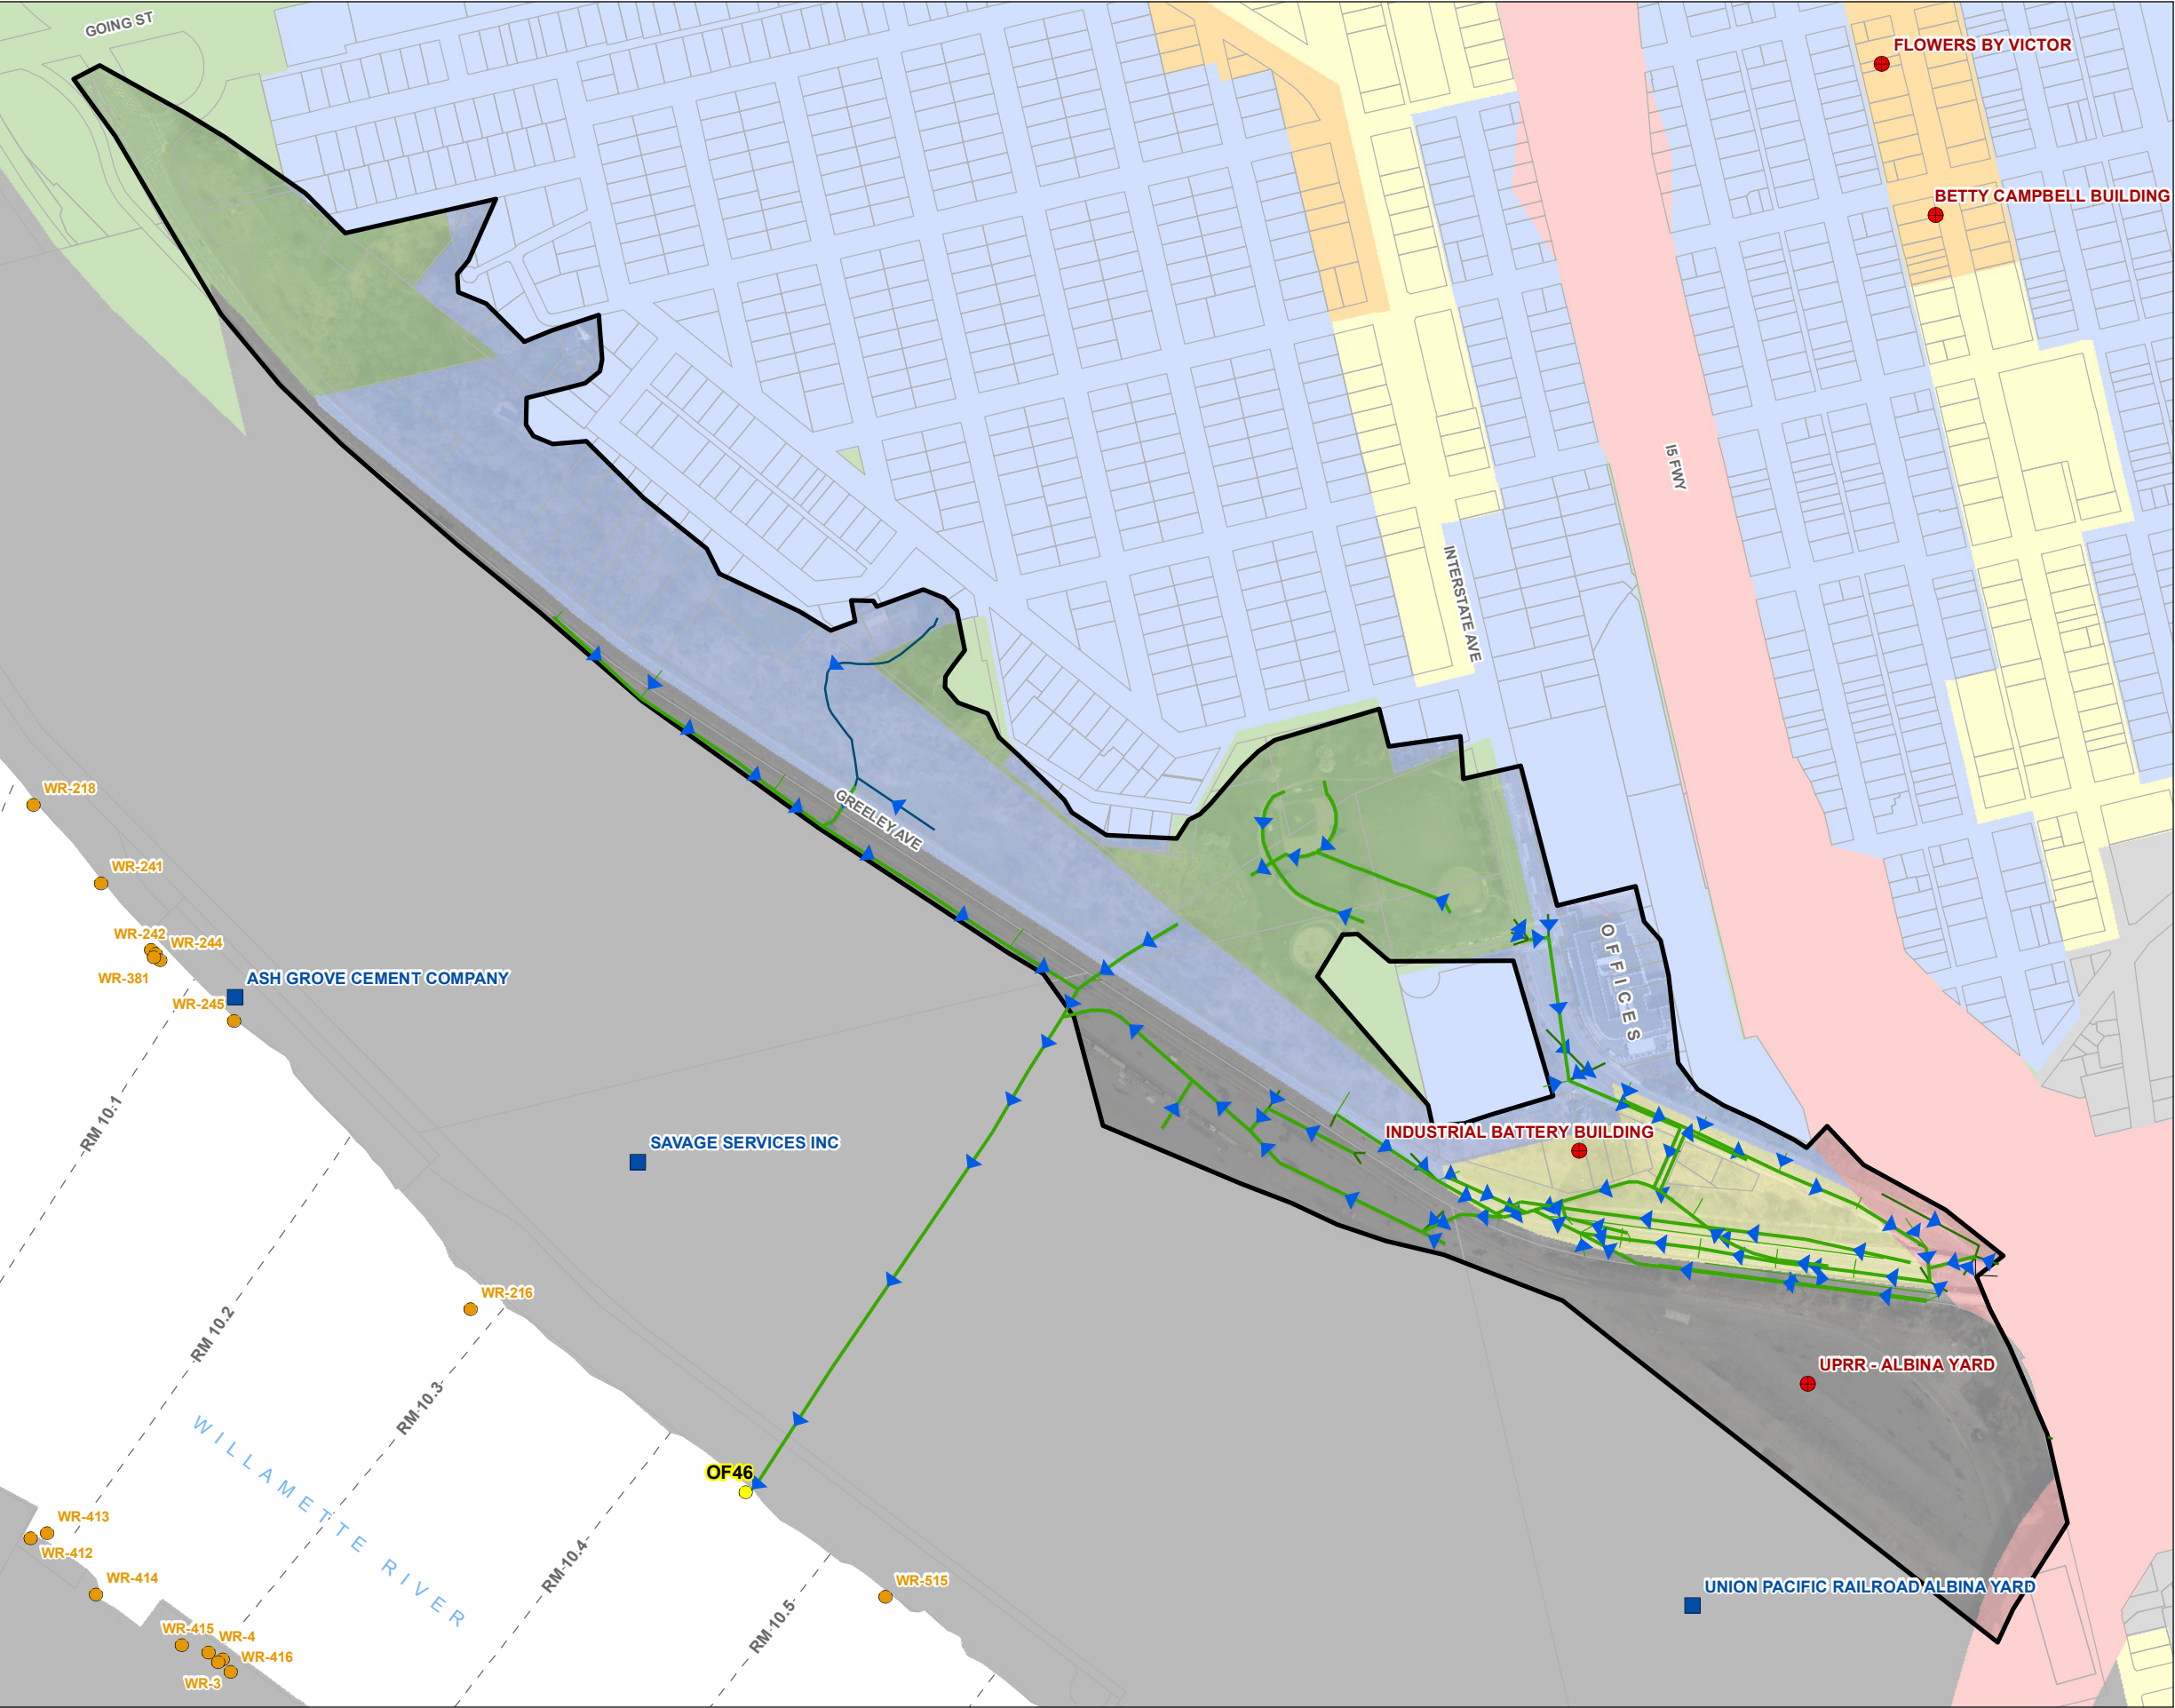 GOING ST
FLOWERS BY VICTOR
BETTY CAMPBELL BUILDING
I5 FWY
INTERSTATE AVE
GREELEY AVE
WR-218
WR-241
WR-242
WR-244
WR-381
WR-245
ASH GROVE CEMENT COMPANY
OFFICES
RM 10.1
SAVAGE SERVICES INC
INDUSTRIAL BATTERY BUILDING
WR-216
RM 10.2
RM 10.3
UPRR - ALBINA YARD
OF46
WILLAMETTE RIVER
WR-413
WR-412
WR-414
RM 10.4
WR-515
RM 10.5
UNION PACIFIC RAILROAD ALBINA YARD
WR-415
WR-4
WR-416
WR-3